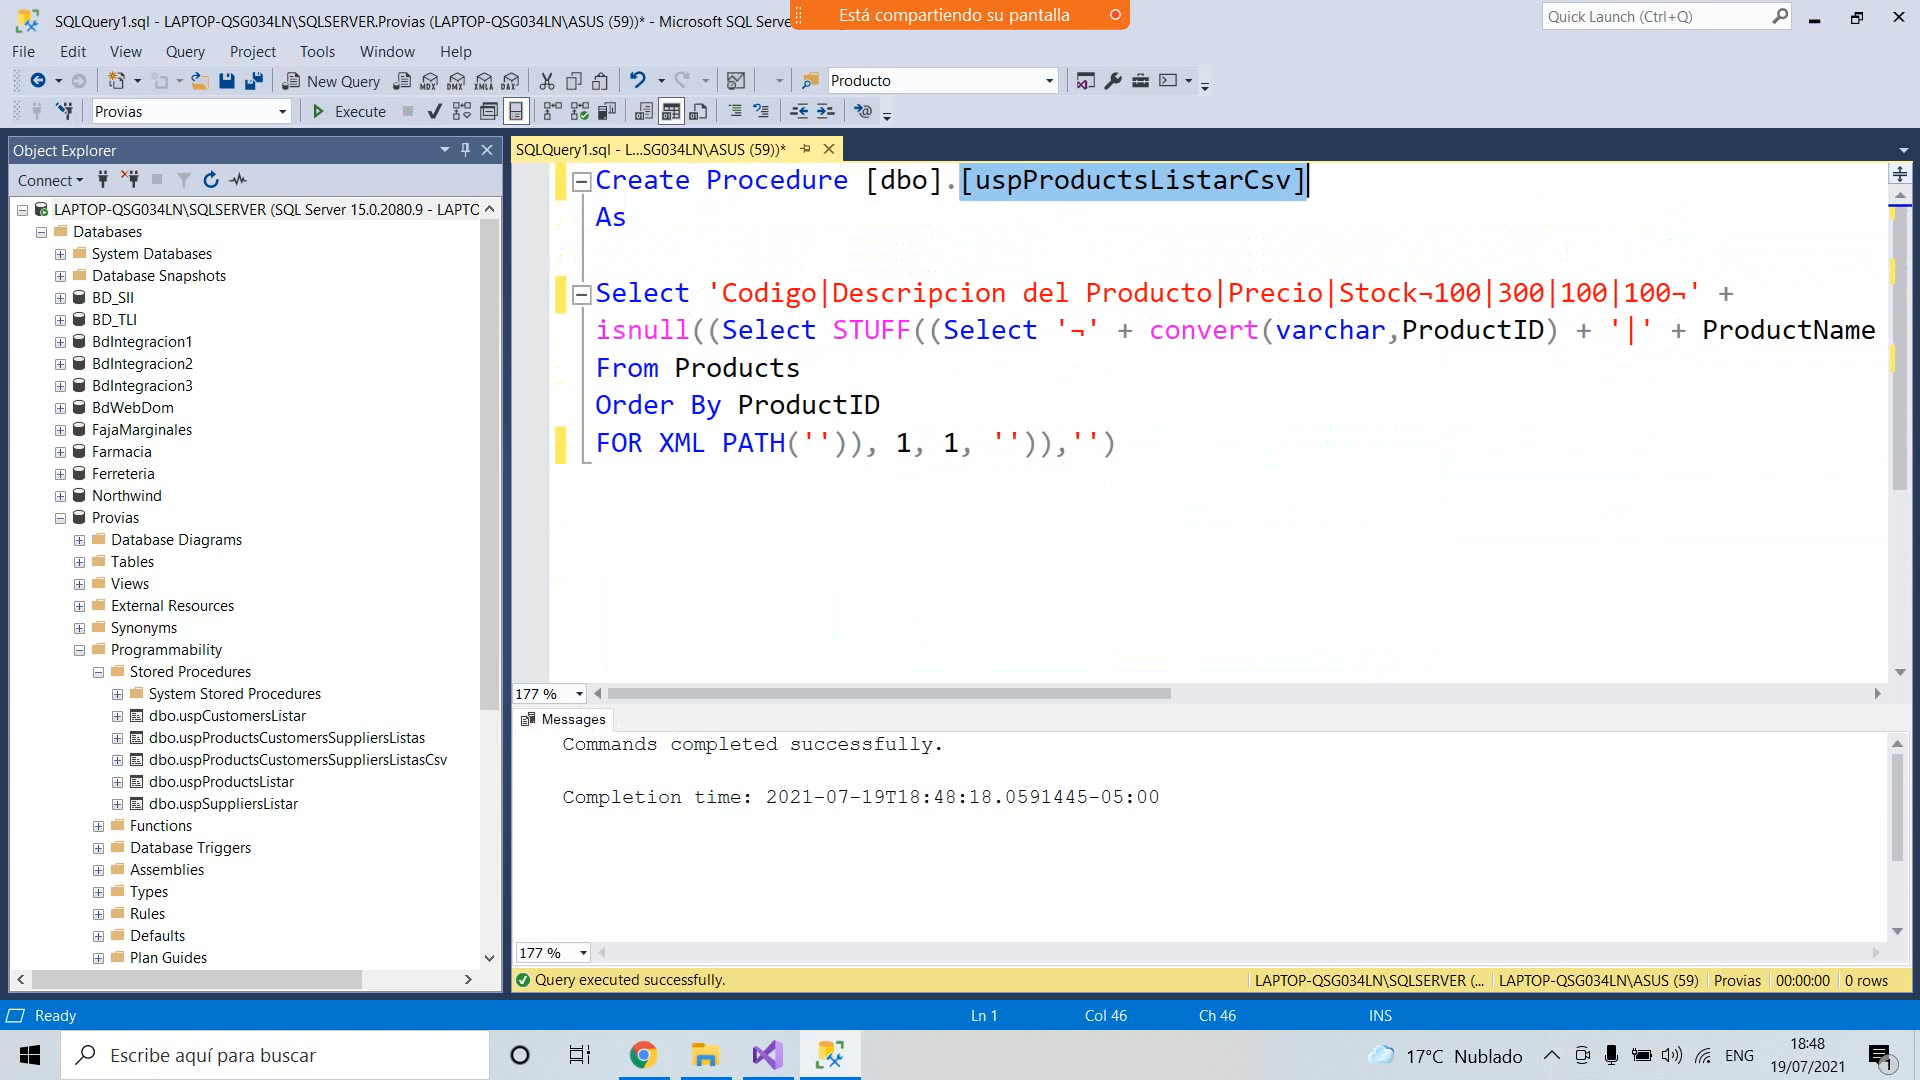 SQLQuery1.sql - LAPTOP-QSG034LN\SQLSERVER.Provias (LAPTOP-QSG034LN\ASUS (59))* - Microsoft SQL Serve
Está compartiendo su pantalla
Quick Launch (Ctrl+Q)
File Edit View Query Project Tools Window Help
New Query
MDX DMX XMLA DAX
Producto
Provias
Execute
Object Explorer
SQLQuery1.sql - L...SG034LN\ASUS (59))*
Connect
LAPTOP-QSG034LN\SQLSERVER (SQL Server 15.0.2080.9 - LAPTO
Databases
System Databases
Database Snapshots
BD_SII
BD_TLI
BdIntegracion1
BdIntegracion2
BdIntegracion3
BdWebDom
FajaMarginales
Farmacia
Ferreteria
Northwind
Provias
Database Diagrams
Tables
Views
External Resources
Synonyms
Programmability
Stored Procedures
System Stored Procedures
dbo.uspCustomersListar
dbo.uspProductsCustomersSuppliersListas
dbo.uspProductsCustomersSuppliersListasCsv
dbo.uspProductsListar
dbo.uspSuppliersListar
Functions
Database Triggers
Assemblies
Types
Rules
Defaults
Plan Guides
Create Procedure [dbo].[uspProductsListarCsv]
As
Select 'Codigo|Descripcion del Producto|Precio|Stock¬100|300|100|100¬' +
isnull((Select STUFF((Select '¬' + convert(varchar,ProductID) + '|' + ProductName
From Products
Order By ProductID
FOR XML PATH('')), 1, 1, '')),'')
177 %
Messages
Commands completed successfully.
Completion time: 2021-07-19T18:48:18.0591445-05:00
177 %
Query executed successfully.
LAPTOP-QSG034LN\SQLSERVER (... LAPTOP-QSG034LN\ASUS (59) Provias 00:00:00 0 rows
Ready
Ln 1 Col 46 Ch 46 INS
Escribe aquí para buscar
17°C Nublado
ENG
18:48
19/07/2021
1